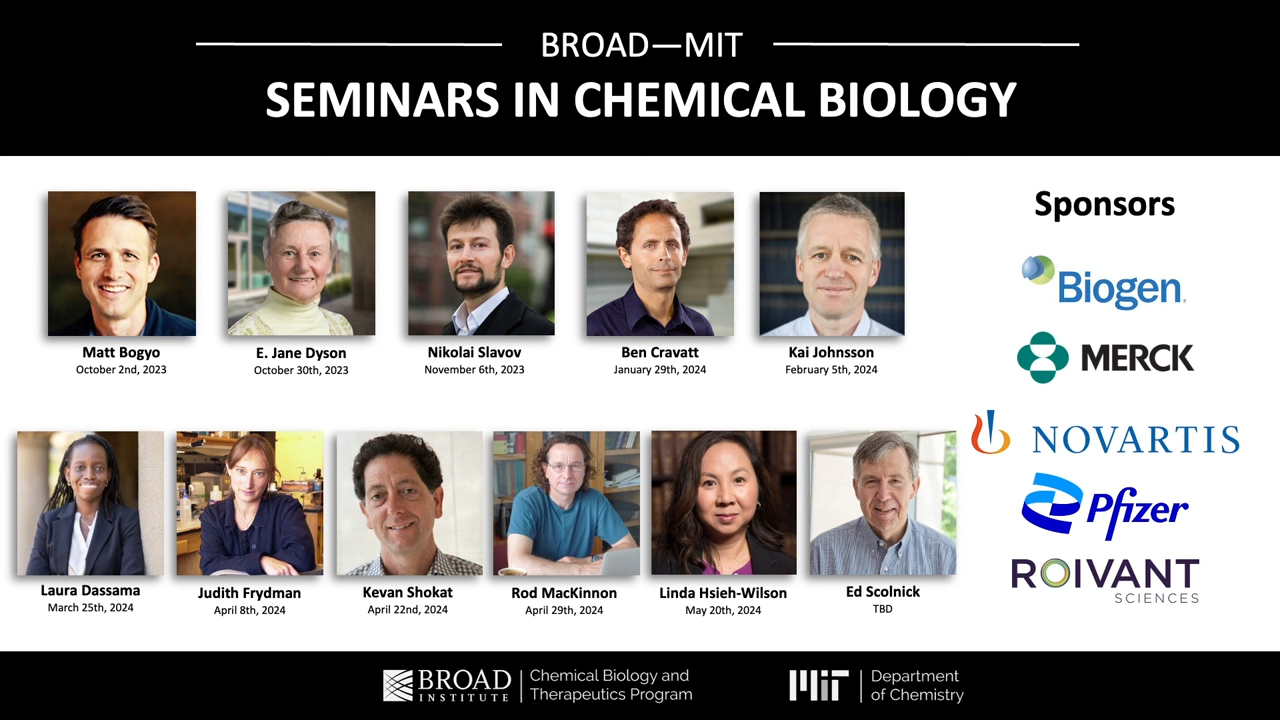 BROAD—MIT
SEMINARS IN CHEMICAL BIOLOGY
Sponsors
Biogen
MERCK
NOVARTIS
Pfizer
ROIVANT
SCIENCES
Matt Bogyo
October 2nd, 2023
E. Jane Dyson
October 30th, 2023
Nikolai Slavov
November 6th, 2023
Ben Cravatt
January 29th, 2024
Kai Johnsson
February 5th, 2024
Laura Dassama
March 25th, 2024
Judith Frydman
April 8th, 2024
Kevan Shokat
April 22nd, 2024
Rod MacKinnon
April 29th, 2024
Linda Hsieh-Wilson
May 20th, 2024
Ed Scolnick
TBD
BROAD
INSTITUTE
Chemical Biology and
Therapeutics Program
MIT
Department
of Chemistry